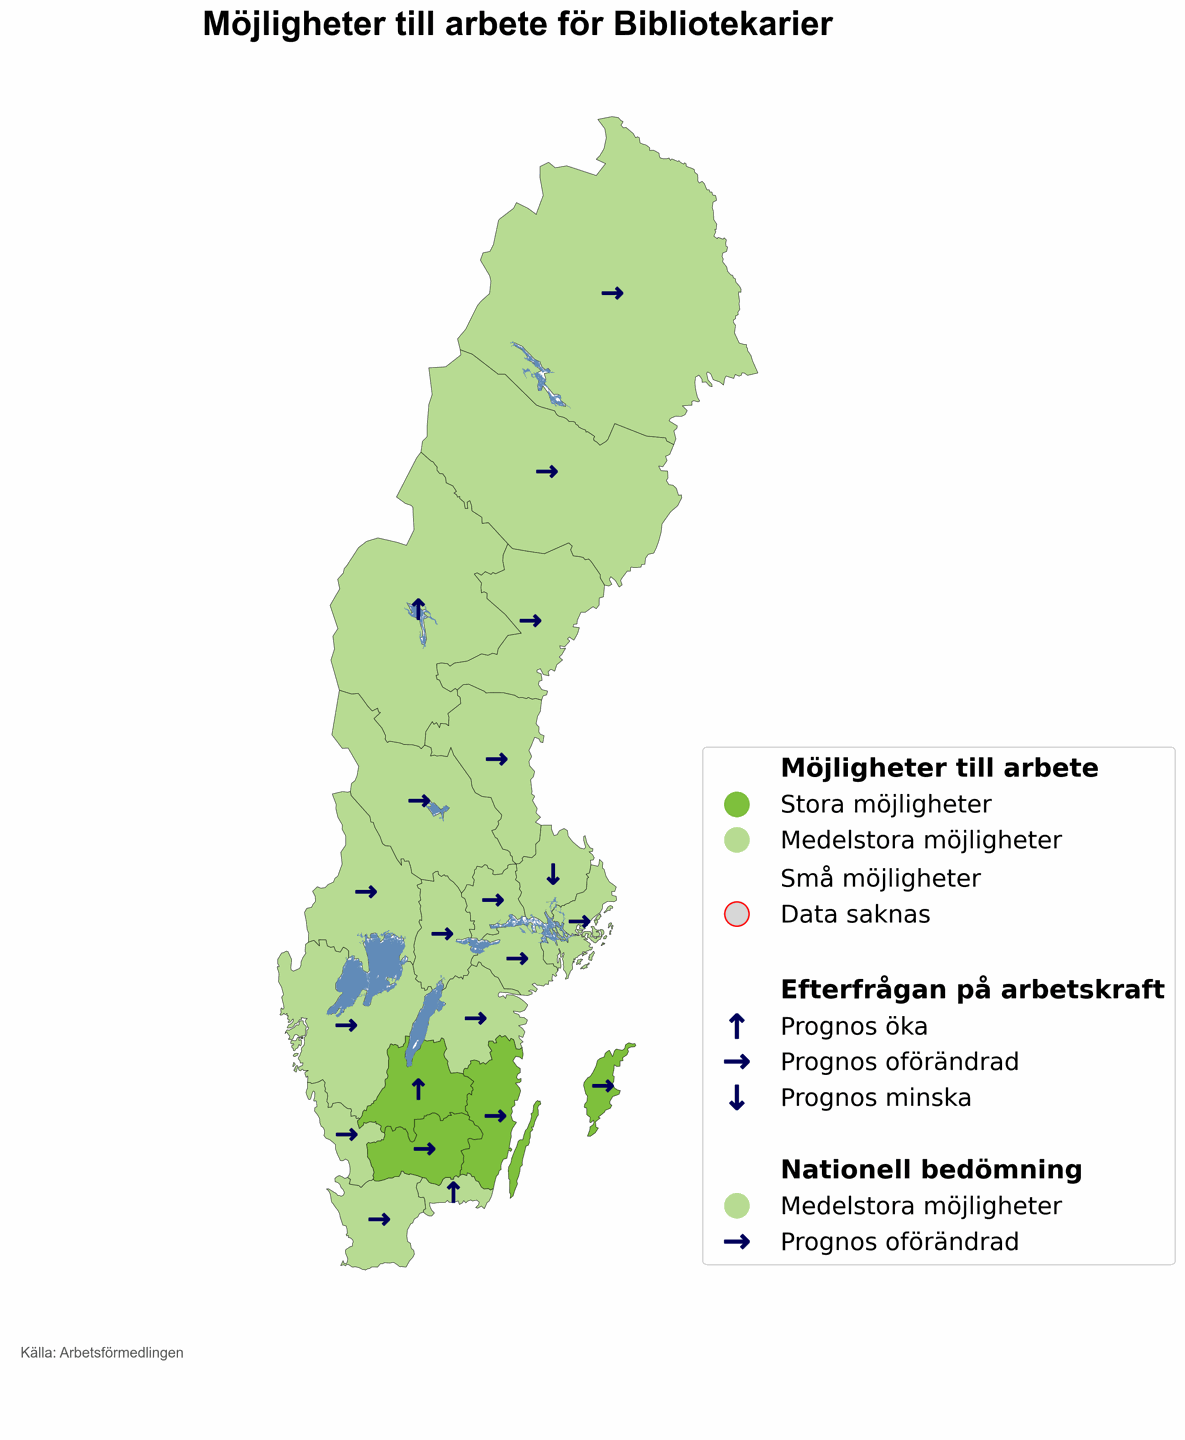 Möjligheter till arbete för Bibliotekarier
Möjligheter till arbete
Stora möjligheter
Medelstora möjligheter
Små möjligheter
Data saknas
Efterfrågan på arbetskraft
Prognos öka
Prognos oförändrad
Prognos minska
Nationell bedömning
Medelstora möjligheter
Prognos oförändrad
Källa: Arbetsförmedlingen